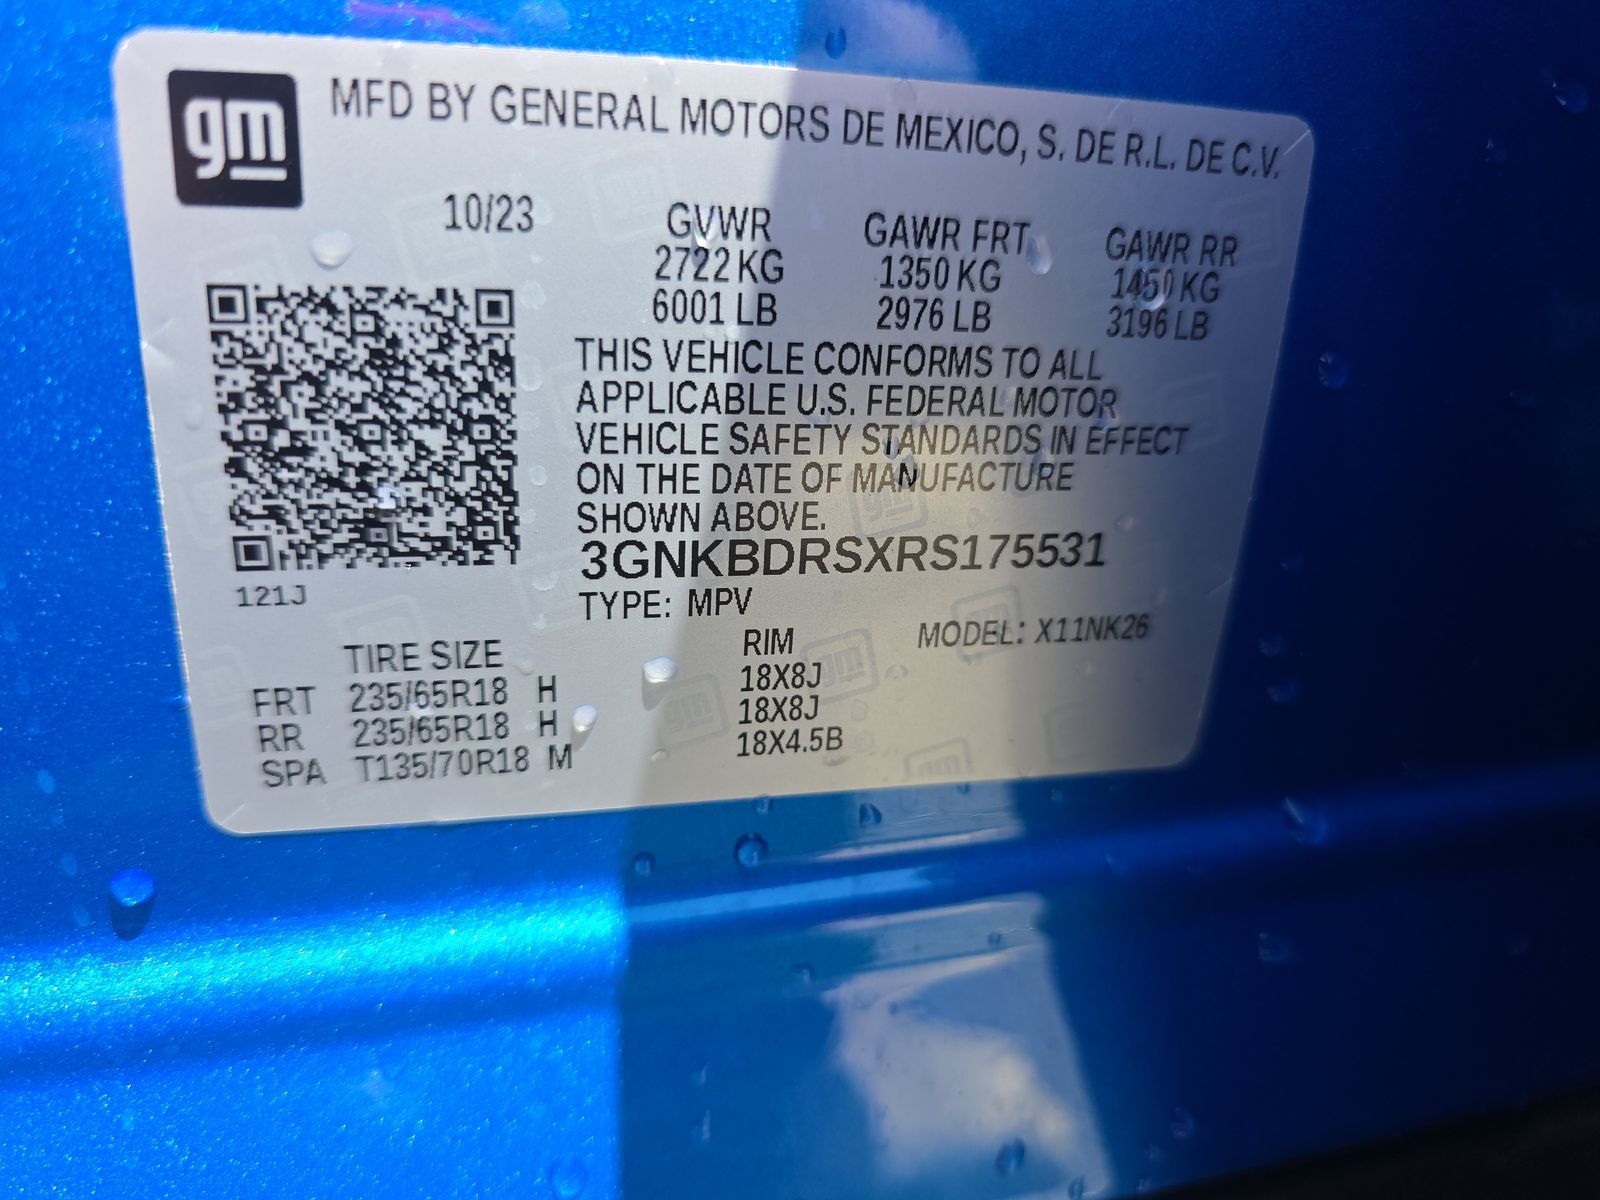 gm
MFD BY GENERAL MOTORS DE MEXICO, S. DE R.L. DE C.V.
10/23 GVWR GAWR FRT GAWR RR
2722 KG 1350 KG 1450 KG
6001 LB 2976 LB 3196 LB
THIS VEHICLE CONFORMS TO ALL
APPLICABLE U.S. FEDERAL MOTOR
VEHICLE SAFETY STANDARDS IN EFFECT
ON THE DATE OF MANUFACTURE
SHOWN ABOVE.
3GNKBDRSXRS175531
121J
TYPE: MPV
TIRE SIZE RIM MODEL: X11NK26
FRT 235/65R18 H 18X8J
RR 235/65R18 H 18X8J
SPA T135/70R18 M 18X4.5B